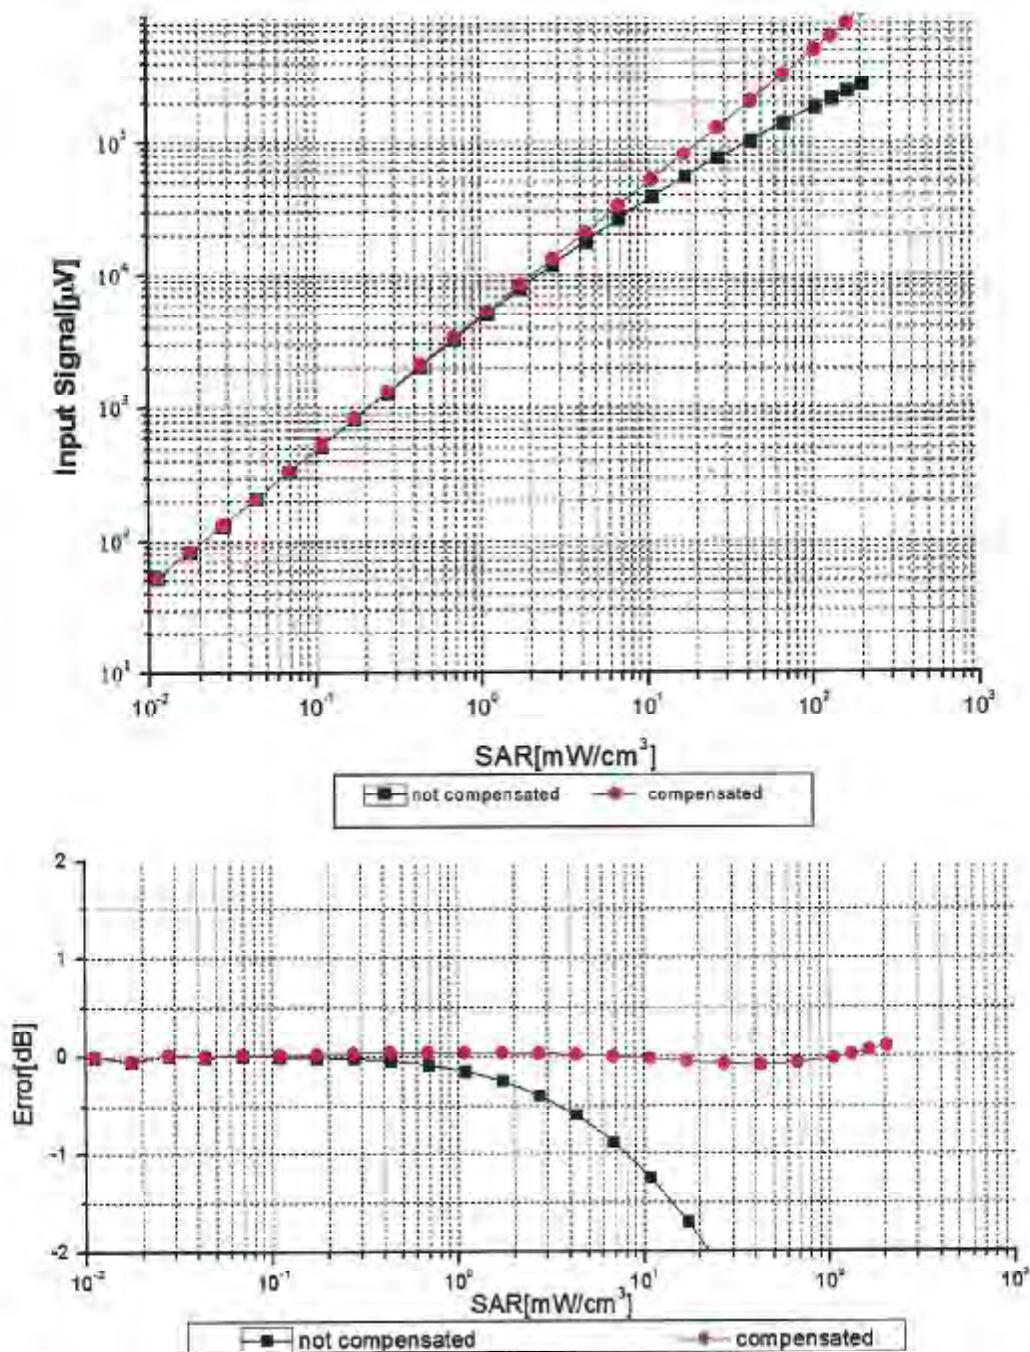 10⁵
10⁴
10³
10²
10¹
Input Signal[µV]
10⁻² 10⁻¹ 10⁰ 10¹ 10² 10³
SAR[mW/cm³]
not compensated compensated
2
1
0
-1
-2
Error[dB]
10⁻² 10⁻¹ 10⁰ 10¹ 10² 10³
SAR[mW/cm³]
not compensated compensated